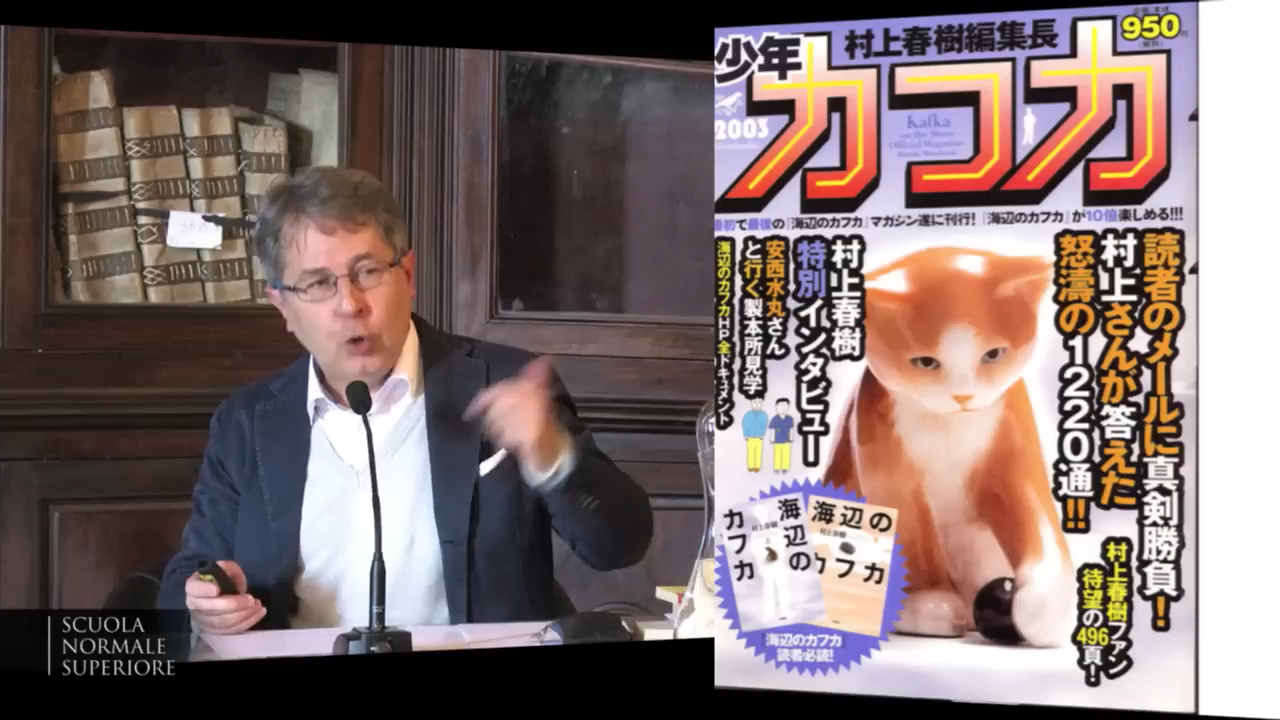 SCUOLA
NORMALE
SUPERIORE
村上春樹編集長
950
少年
カコカ
2003
Kafka
on the Shore
Official Magazine
最初で最後の『海辺のカフカ』マガジン遂に刊行!『海辺のカフカ』が10倍楽しめる!!!
読者のメールに真剣勝負!
村上さんが答えた
怒濤の1220通!!
村上春樹
特別インタビュー
安西水丸さん
と行く製本所見学
海辺のカフカHP全ドキュメント
村上春樹ファン
待望の496頁!
海辺の
カフカ
海辺の
カフカ
海辺のカフカ
読者必読!